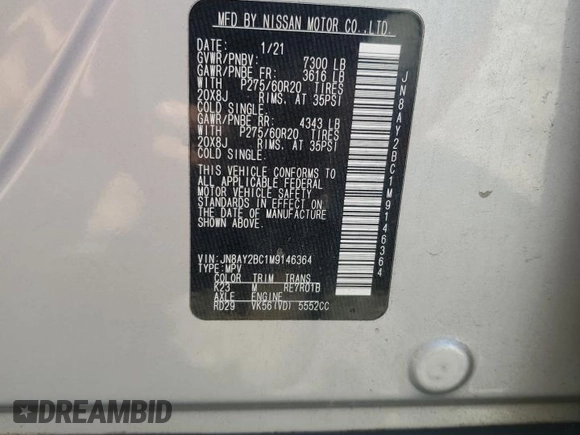 MFD BY NISSAN MOTOR CO.,LTD.
DATE: 1/21
GVWR/PNBV: 7300 LB
GAWR/PNBE FR: 3616 LB
WITH P275/60R20 TIRES
20X8J RIMS. AT 35PSI
COLD SINGLE.
GAWR/PNBE RR: 4343 LB
WITH P275/60R20 TIRES
20X8J RIMS. AT 35PSI
COLD SINGLE.
THIS VEHICLE CONFORMS TO
ALL APPLICABLE FEDERAL
MOTOR VEHICLE SAFETY
STANDARDS IN EFFECT ON
THE DATE OF MANUFACTURE
SHOWN ABOVE.
VIN:JN8AY2BC1M9146364
TYPE:MPV
COLOR TRIM TRANS
K23 M RE7R01B
AXLE ENGINE
RD29 VK56(VD) 5552CC
JN8AY2BC1M9146364
DREAMBID